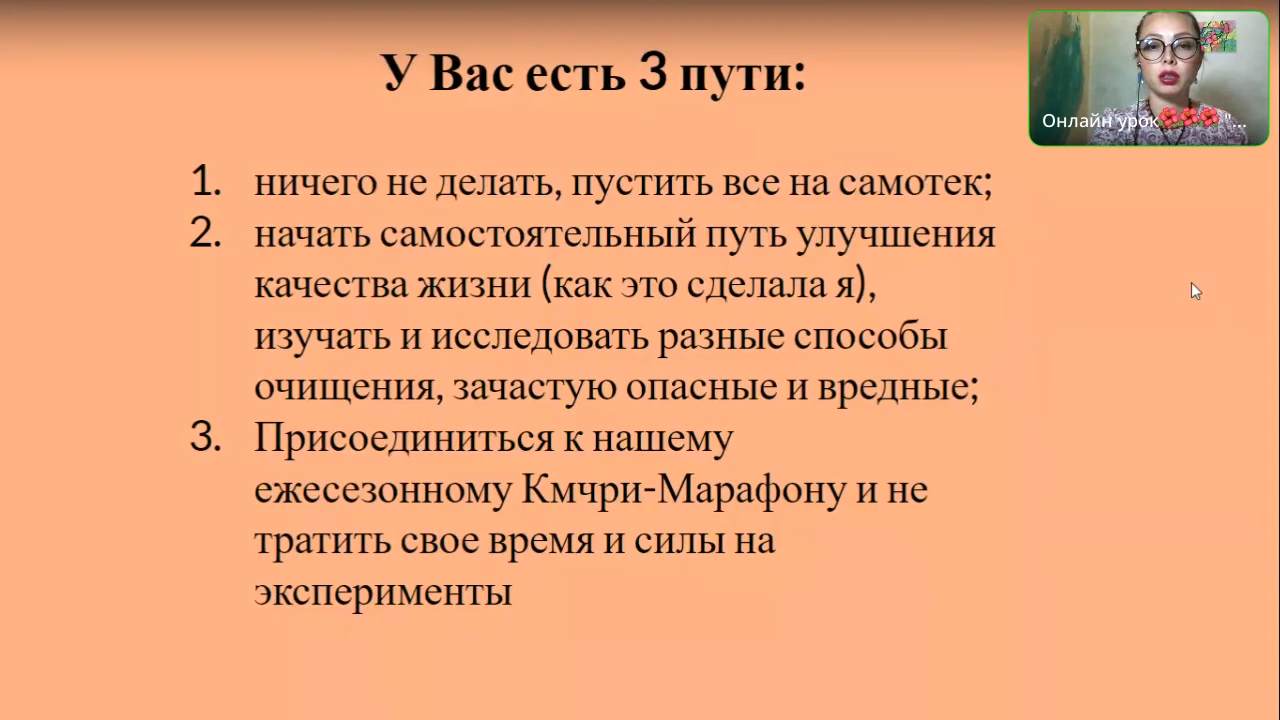 У Вас есть 3 пути:
Онлайн урок🌺🌺🌺 "...
1. ничего не делать, пустить все на самотек;
2. начать самостоятельный путь улучшения
качества жизни (как это сделала я),
изучать и исследовать разные способы
очищения, зачастую опасные и вредные;
3. Присоединиться к нашему
ежесезонному Кмчри-Марафону и не
тратить свое время и силы на
эксперименты